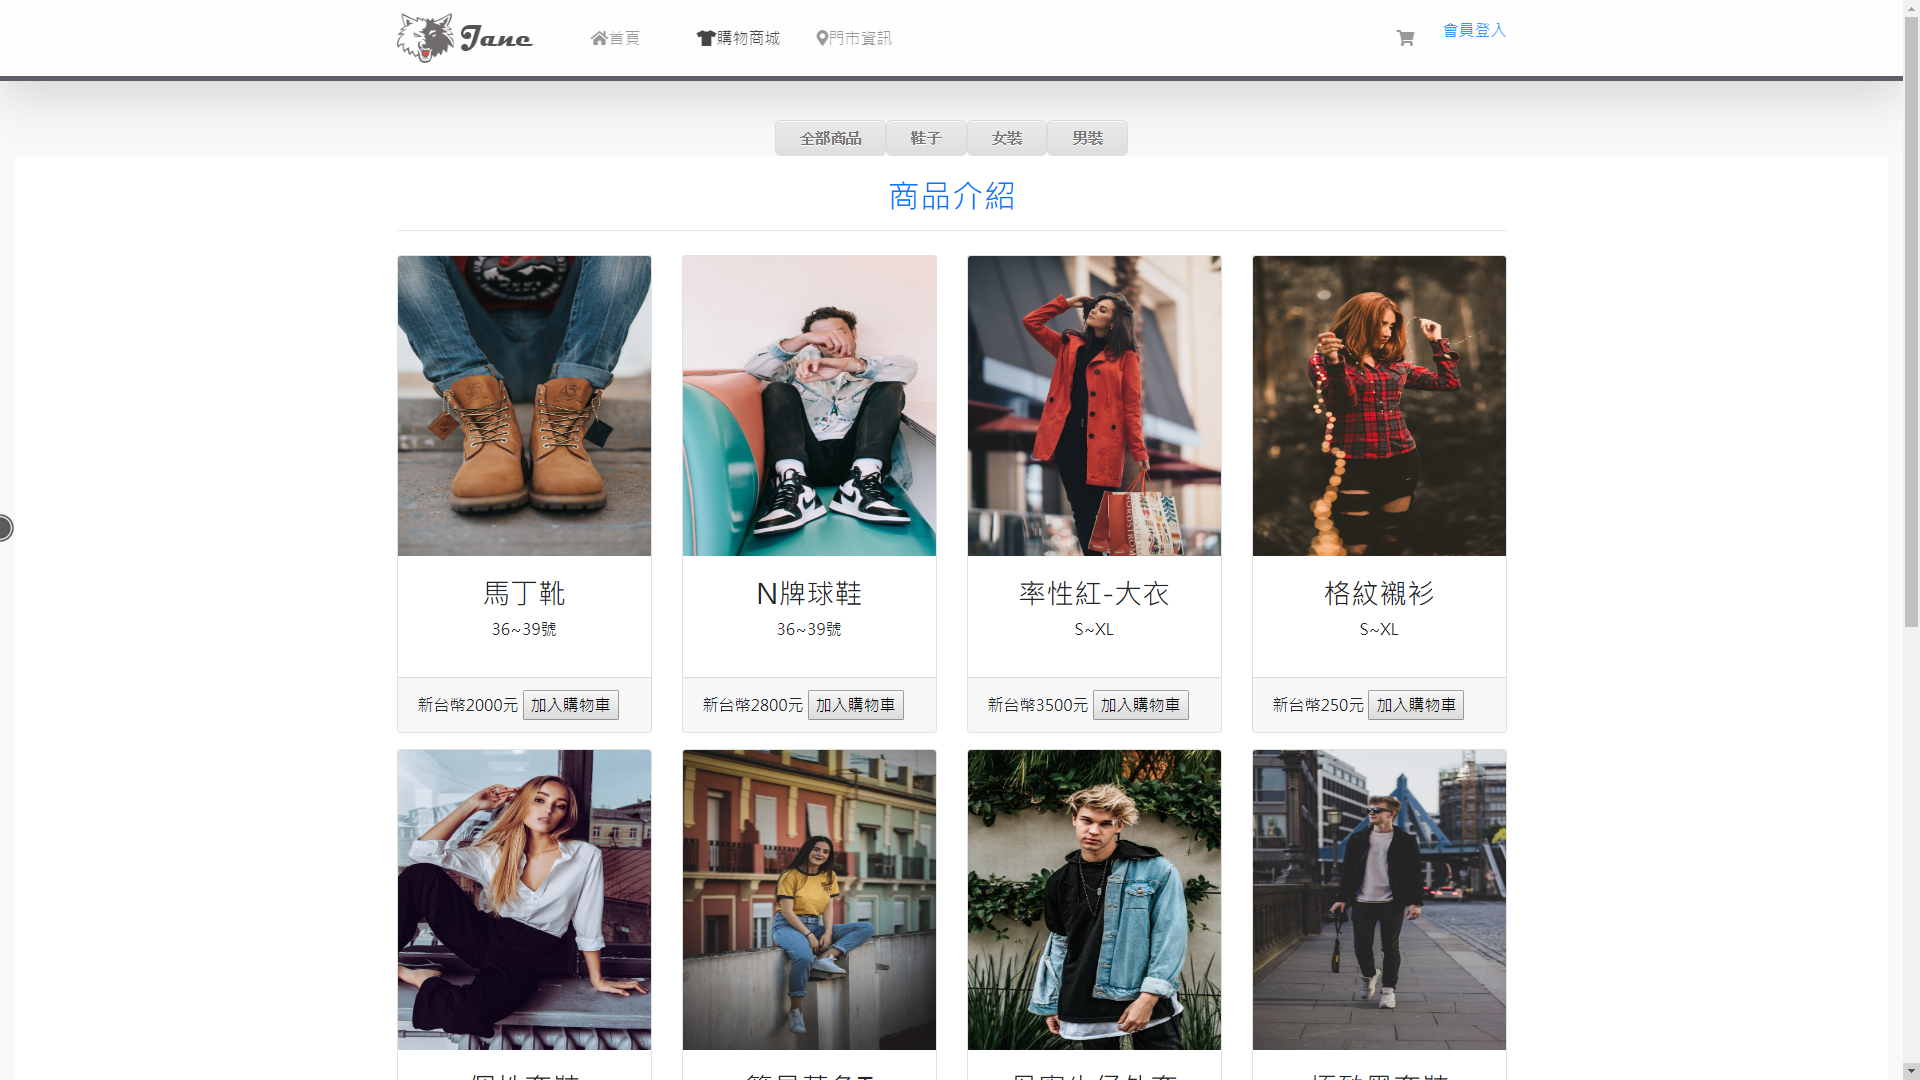 Jane 首頁 購物商城 門市資訊 會員登入
全部商品 鞋子 女裝 男裝
商品介紹
馬丁靴
36~39號
新台幣2000元 加入購物車
N牌球鞋
36~39號
新台幣2800元 加入購物車
率性紅-大衣
S~XL
新台幣3500元 加入購物車
格紋襯衫
S~XL
新台幣250元 加入購物車
NORDSTROM